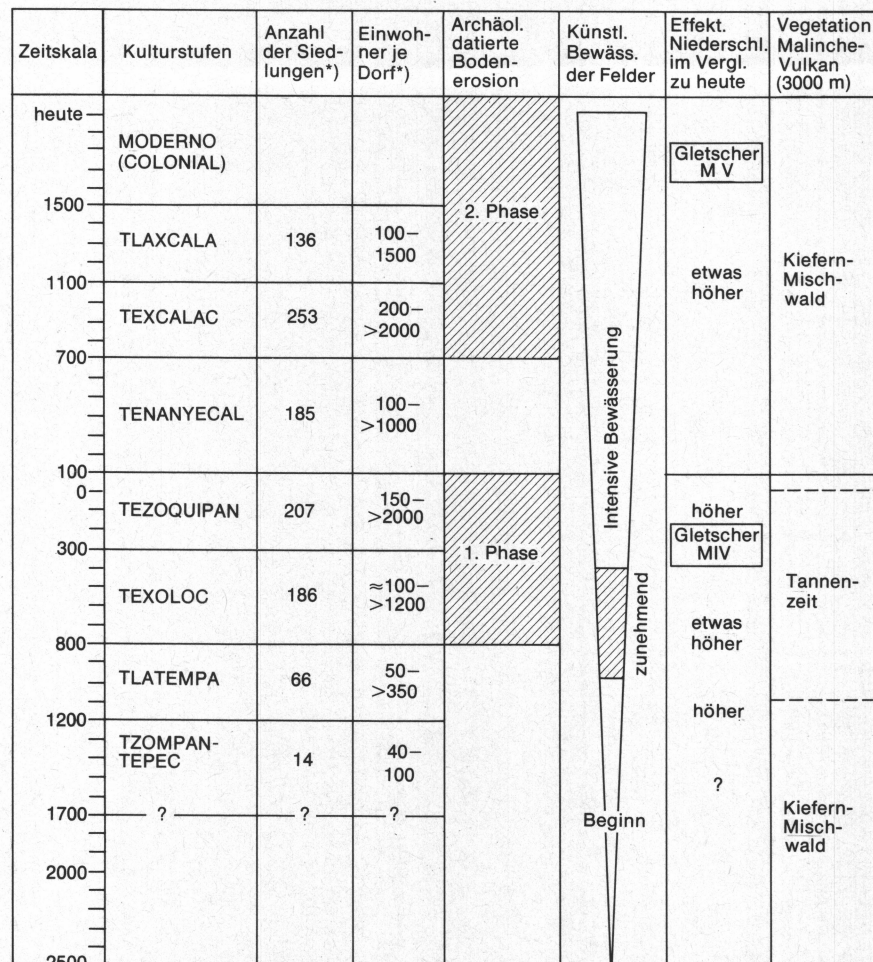 Zeitskala
Kulturstufen
Anzahl
der Sied-
lungen*)
Einwoh-
ner je
Dorf*)
Archäol.
datierte
Boden-
erosion
Künstl.
Bewäss.
der Felder
Effekt.
Niederschl.
im Vergl.
zu heute
Vegetation
Malinche-
Vulkan
(3000 m)
heute
MODERNO
(COLONIAL)
Gletscher
M V
1500
2. Phase
TLAXCALA
136
100–
1500
etwas
höher
Kiefern-
Misch-
wald
1100
TEXCALAC
253
200–
>2000
700
Intensive Bewässerung
TENANYECAL
185
100–
>1000
100
0
TEZOQUIPAN
207
150–
>2000
höher
300
1. Phase
Gletscher
MIV
TEXOLOC
186
≈100–
>1200
zunehmend
etwas
höher
Tannen-
zeit
800
TLATEMPA
66
50–
>350
höher
1200
TZOMPAN-
TEPEC
14
40–
100
?
1700
?
?
?
Beginn
Kiefern-
Misch-
wald
2000
2500